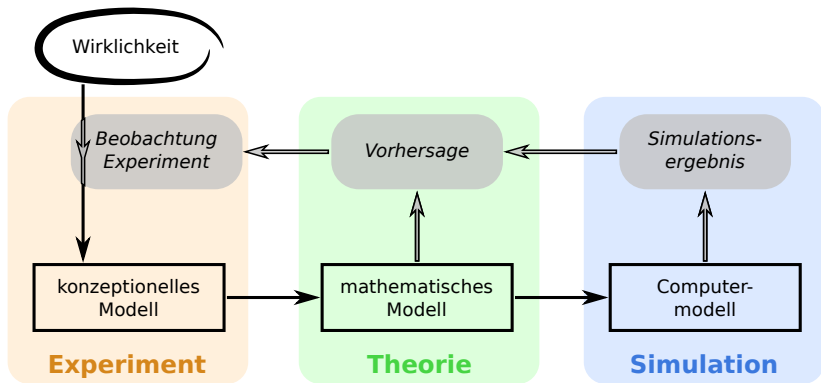 Wirklichkeit
Beobachtung
Experiment
Vorhersage
Simulations-
ergebnis
konzeptionelles
Modell
mathematisches
Modell
Computer-
modell
Experiment
Theorie
Simulation